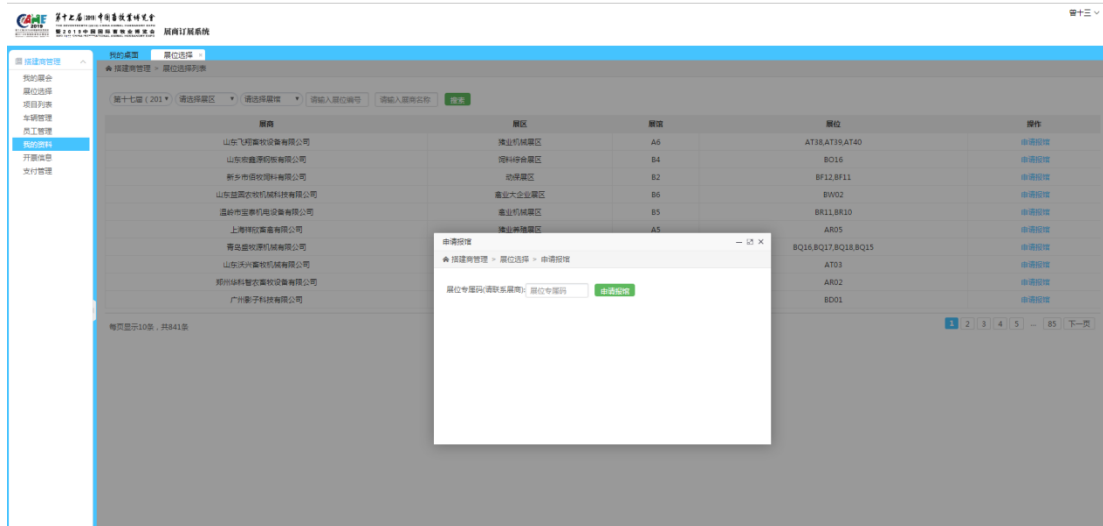 CAME
2019
第十七届(2019)中国畜牧业博览会
暨2019中国国际畜牧业博览会
展商订展系统
曾十三
搭建商管理
我的展会
展位选择
项目列表
车辆管理
员工管理
我的资料
开票信息
支付管理
我的桌面 展位选择 ×
搭建商管理 > 展位选择列表
第十七届(201 请选择展区 请选择展馆 请输入展位编号 请输入展商名称 搜索
展商 展区 展馆 展位 操作
山东飞翔畜牧设备有限公司 猪业机械展区 A6 AT38,AT39,AT40 申请报馆
山东欣鑫源钢板有限公司 饲料综合展区 B4 BO16 申请报馆
新乡市佰牧饲料有限公司 动保展区 B2 BF12,BF11 申请报馆
山东益茵农牧机械科技有限公司 禽业大企业展区 B6 BW02 申请报馆
温岭市宝泰机电设备有限公司 禽业机械展区 B5 BR11,BR10 申请报馆
上海祥欣畜禽有限公司 猪业养殖展区 A5 AR05 申请报馆
青岛益牧源机械有限公司 BQ16,BQ17,BQ18,BQ15 申请报馆
山东沃兴畜牧机械有限公司 AT03 申请报馆
郑州华科智农畜牧设备有限公司 AR02 申请报馆
广州影子科技有限公司 BD01 申请报馆
申请报馆
搭建商管理 > 展位选择 > 申请报馆
展位专属码(请联系展商): 展位专属码 申请报馆
每页显示10条,共841条
1 2 3 4 5 ... 85 下一页